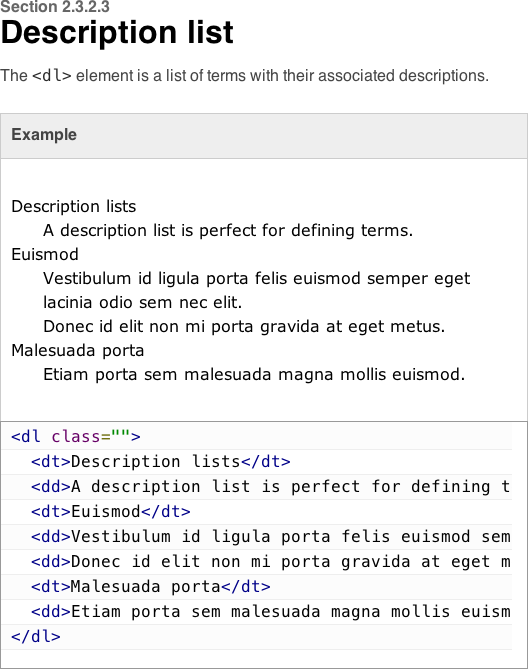 Section 2.3.2.3
Description list
The <dl> element is a list of terms with their associated descriptions.
Example
Description lists
A description list is perfect for defining terms.
Euismod
Vestibulum id ligula porta felis euismod semper eget
lacinia odio sem nec elit.
Donec id elit non mi porta gravida at eget metus.
Malesuada porta
Etiam porta sem malesuada magna mollis euismod.
<dl class="">
  <dt>Description lists</dt>
  <dd>A description list is perfect for defining t
  <dt>Euismod</dt>
  <dd>Vestibulum id ligula porta felis euismod sem
  <dd>Donec id elit non mi porta gravida at eget m
  <dt>Malesuada porta</dt>
  <dd>Etiam porta sem malesuada magna mollis euism
</dl>